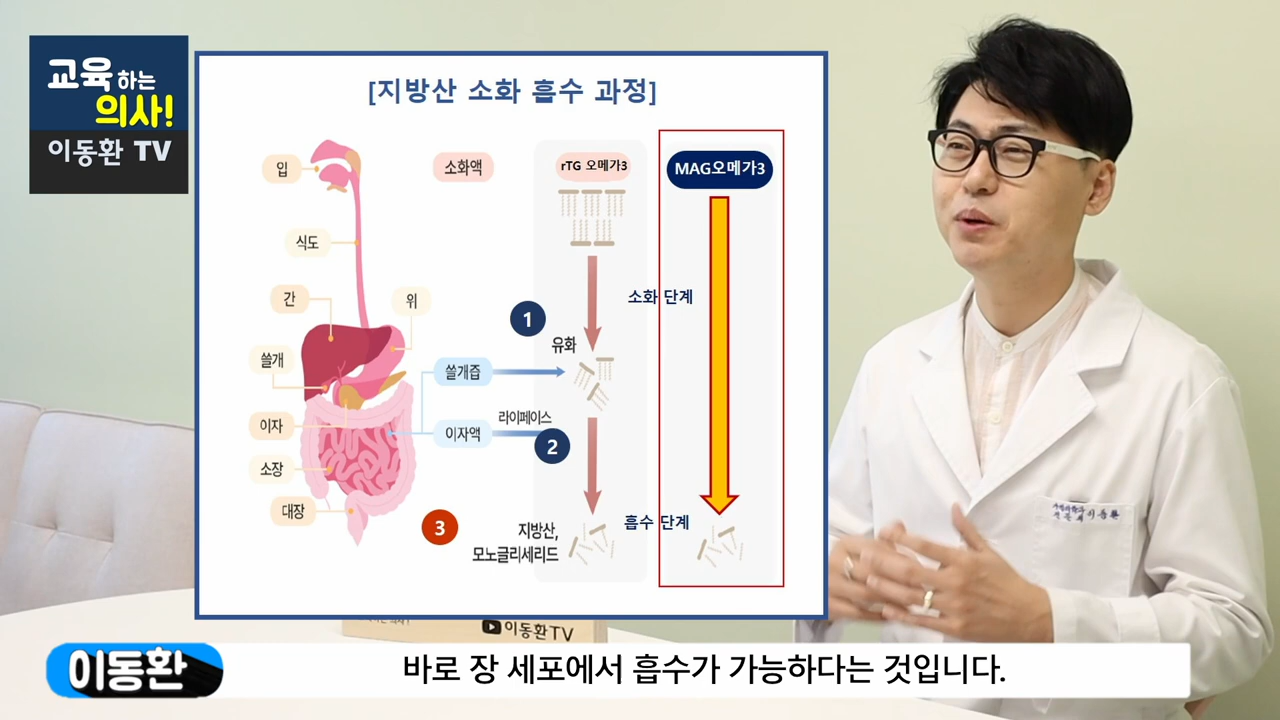 교육하는
의사!
이동환 TV
[지방산 소화 흡수 과정]
입
소화액
rTG 오메가3
MAG오메가3
식도
간
위
소화 단계
1
유화
쓸개
쓸개즙
이자
라이페이스
이자액
2
소장
대장
3
흡수 단계
지방산,
모노글리세리드
이동환
이동환TV
이동환
바로 장 세포에서 흡수가 가능하다는 것입니다.